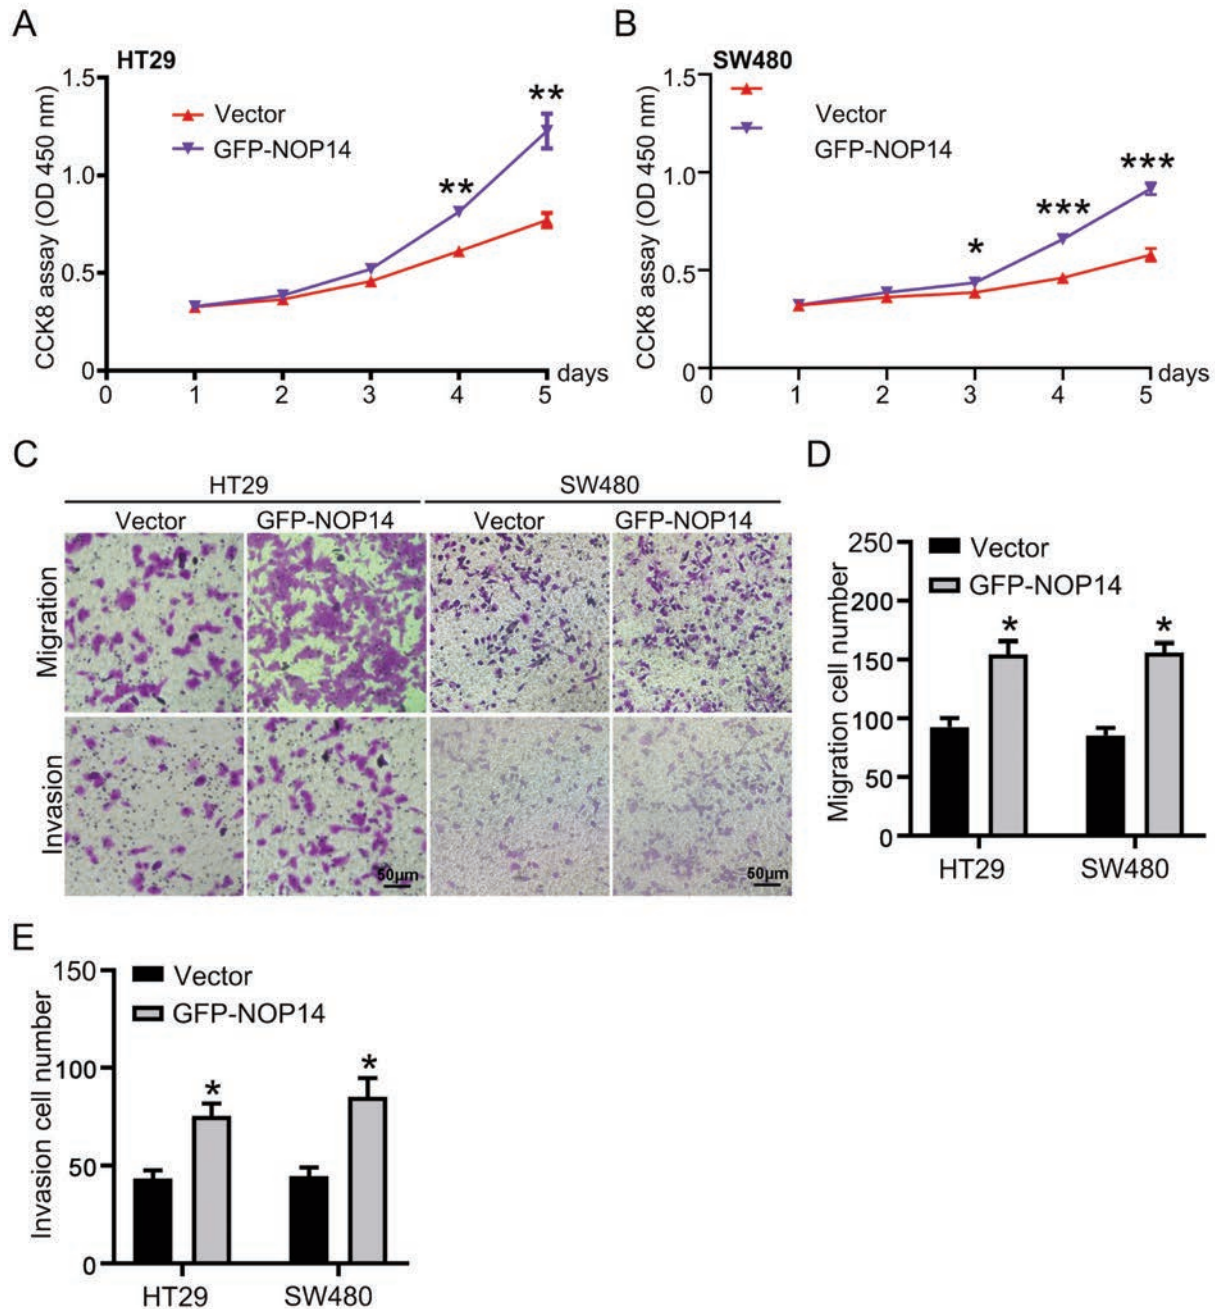 A
HT29
1.5
1.0
0.5
0
CCK8 assay (OD 450 nm)
Vector
GFP-NOP14
**
**
1 2 3 4 5 days
B
SW480
1.5
1.0
0.5
0
CCK8 assay (OD 450 nm)
Vector
GFP-NOP14
*
***
***
0 1 2 3 4 5 days
C
HT29 SW480
Vector GFP-NOP14 Vector GFP-NOP14
Migration
Invasion
50μm 50μm
D
250
200
150
100
50
0
Migration cell number
Vector
GFP-NOP14
* *
HT29 SW480
E
150
100
50
0
Invasion cell number
Vector
GFP-NOP14
* *
HT29 SW480